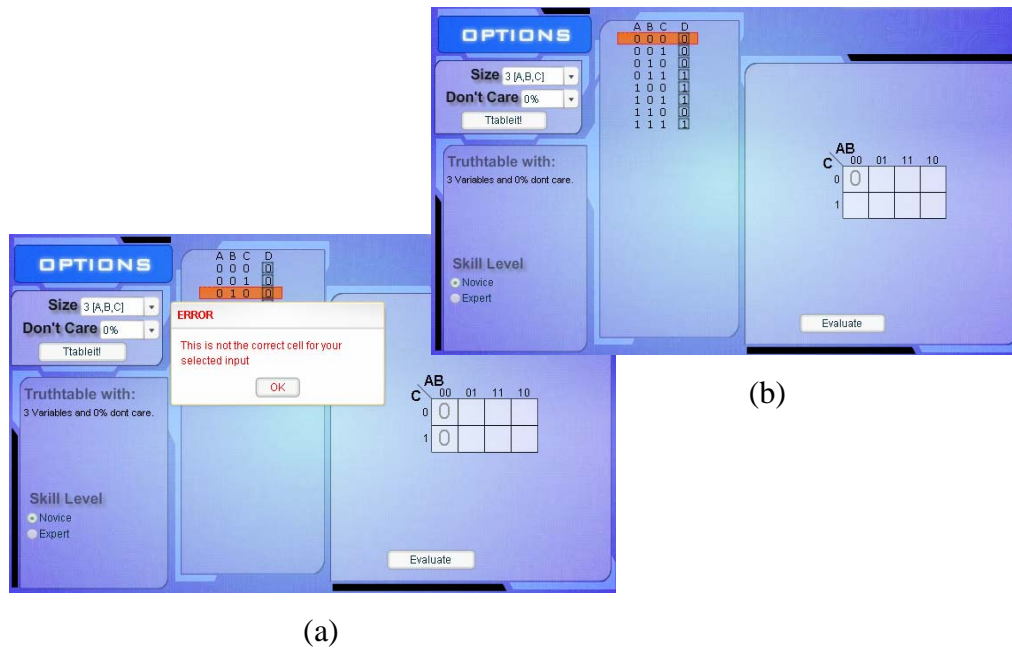 OPTIONS
Size 3 [A,B,C]
Don't Care 0%
Ttableit!
Truthtable with:
3 Variables and 0% dont care.
Skill Level
Novice
Expert
A B C D
0 0 0 0
0 0 1 0
0 1 0 0
0 1 1 1
1 0 0 1
1 0 1 1
1 1 0 0
1 1 1 1
AB
C 00 01 11 10
0 0
1
Evaluate
(b)
OPTIONS
Size 3 [A,B,C]
Don't Care 0%
Ttableit!
Truthtable with:
3 Variables and 0% dont care.
Skill Level
Novice
Expert
A B C D
0 0 0 0
0 0 1 0
0 1 0 0
ERROR
This is not the correct cell for your
selected input
OK
AB
C 00 01 11 10
0 0
1 0
Evaluate
(a)